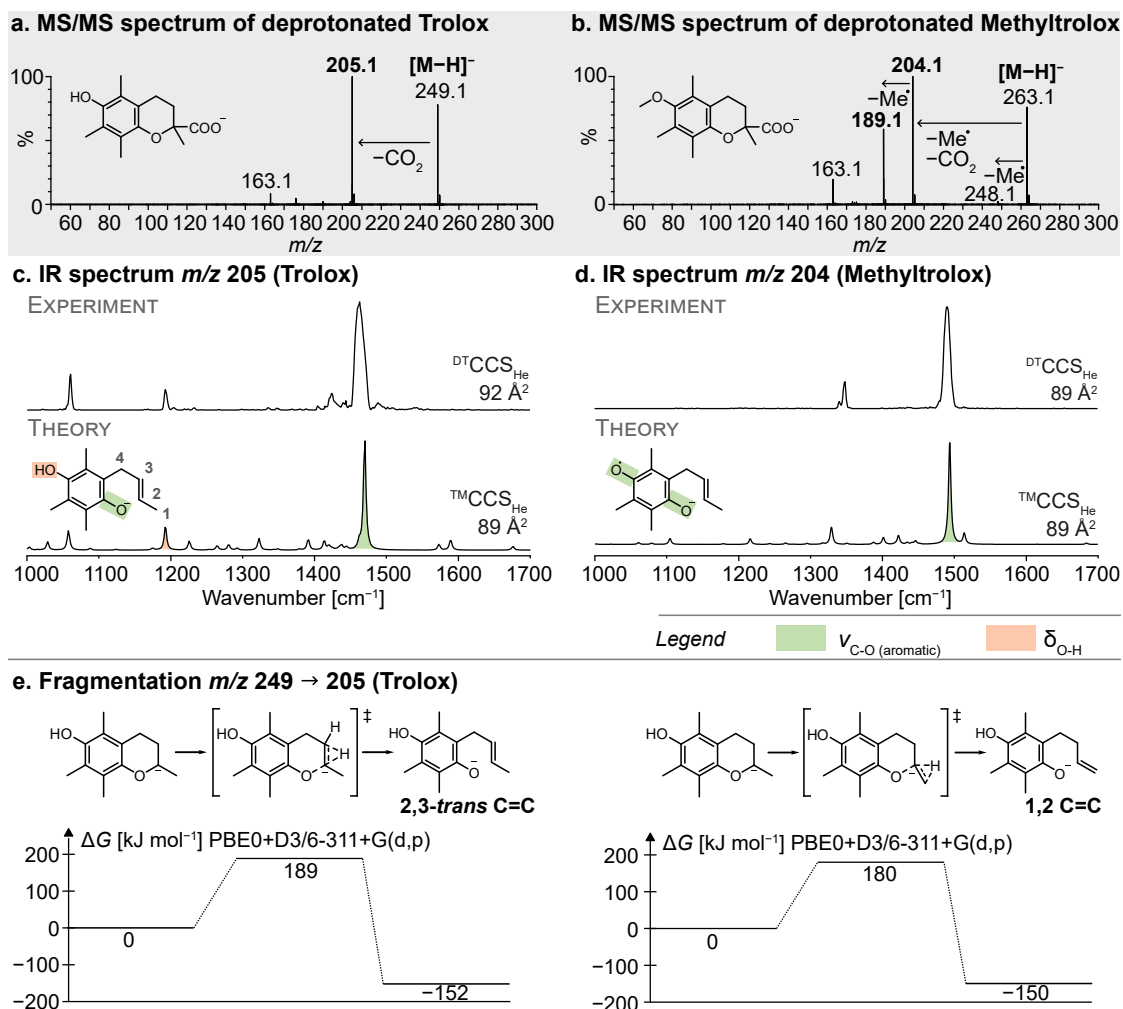 a. MS/MS spectrum of deprotonated Trolox
100
%
0
HO
O
COO⁻
163.1
205.1
−CO₂
[M−H]⁻
249.1
50 60 80 100 120 140 160 180 200 220 240 260 280 300
m/z
b. MS/MS spectrum of deprotonated Methyltrolox
100
%
0
O
O
COO⁻
163.1
−Me•
189.1
204.1
−Me•
−CO₂
[M−H]⁻
263.1
−Me•
248.1
60 80 100 120 140 160 180 200 220 240 260 280 300
m/z
c. IR spectrum m/z 205 (Trolox)
EXPERIMENT
ᴰᵀCCS_He
92 Å²
THEORY
HO
4
3
2
1
O⁻
ᵀᴹCCS_He
89 Å²
1000 1100 1200 1300 1400 1500 1600 1700
Wavenumber [cm⁻¹]
d. IR spectrum m/z 204 (Methyltrolox)
EXPERIMENT
ᴰᵀCCS_He
89 Å²
THEORY
O•
O⁻
ᵀᴹCCS_He
89 Å²
1000 1100 1200 1300 1400 1500 1600 1700
Wavenumber [cm⁻¹]
Legend ν C-O (aromatic) δ O-H
e. Fragmentation m/z 249 → 205 (Trolox)
HO
O
−
HO
H
H
O
−
‡
HO
O⁻
2,3-trans C=C
ΔG [kJ mol⁻¹] PBE0+D3/6-311+G(d,p)
200
100
0
−100
−200
0
189
−152
HO
O
−
HO
O
−
H
‡
HO
O⁻
1,2 C=C
ΔG [kJ mol⁻¹] PBE0+D3/6-311+G(d,p)
200
100
0
−100
−200
0
180
−150